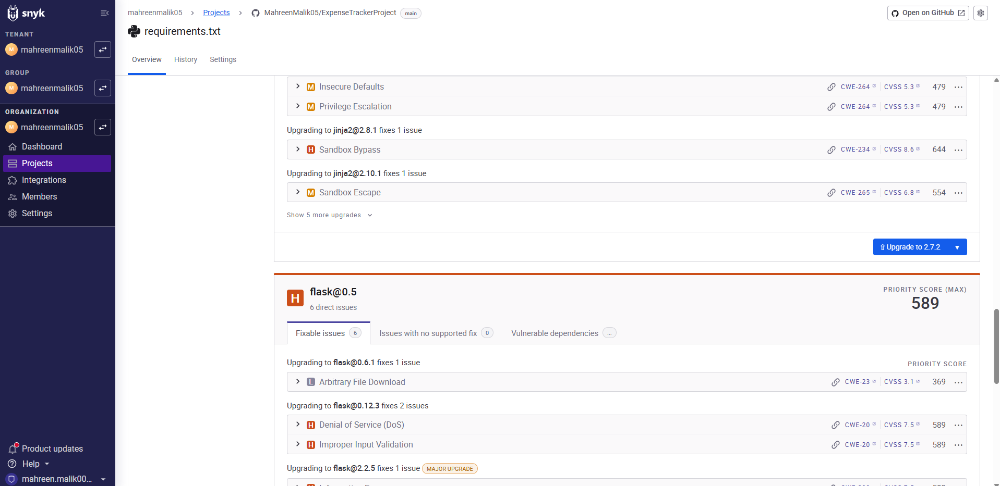 snyk
TENANT
M mahreenmalik05
GROUP
M mahreenmalik05
ORGANIZATION
M mahreenmalik05
Dashboard
Projects
Integrations
Members
Settings
Product updates
Help
mahreen.malik00...
mahreenmalik05 > Projects > MahreenMalik05/ExpenseTrackerProject main
Open on GitHub
requirements.txt
Overview History Settings
M Insecure Defaults CWE-264 CVSS 5.3 479 ...
M Privilege Escalation CWE-264 CVSS 5.3 479 ...
Upgrading to jinja2@2.8.1 fixes 1 issue
H Sandbox Bypass CWE-234 CVSS 8.6 644 ...
Upgrading to jinja2@2.10.1 fixes 1 issue
M Sandbox Escape CWE-265 CVSS 6.8 554 ...
Show 5 more upgrades
⇧ Upgrade to 2.7.2 ▼
H flask@0.5
6 direct issues
PRIORITY SCORE (MAX)
589
Fixable issues 6 Issues with no supported fix 0 Vulnerable dependencies ...
Upgrading to flask@0.6.1 fixes 1 issue PRIORITY SCORE
L Arbitrary File Download CWE-23 CVSS 3.1 369 ...
Upgrading to flask@0.12.3 fixes 2 issues
H Denial of Service (DoS) CWE-20 CVSS 7.5 589 ...
H Improper Input Validation CWE-20 CVSS 7.5 589 ...
Upgrading to flask@2.2.5 fixes 1 issue MAJOR UPGRADE